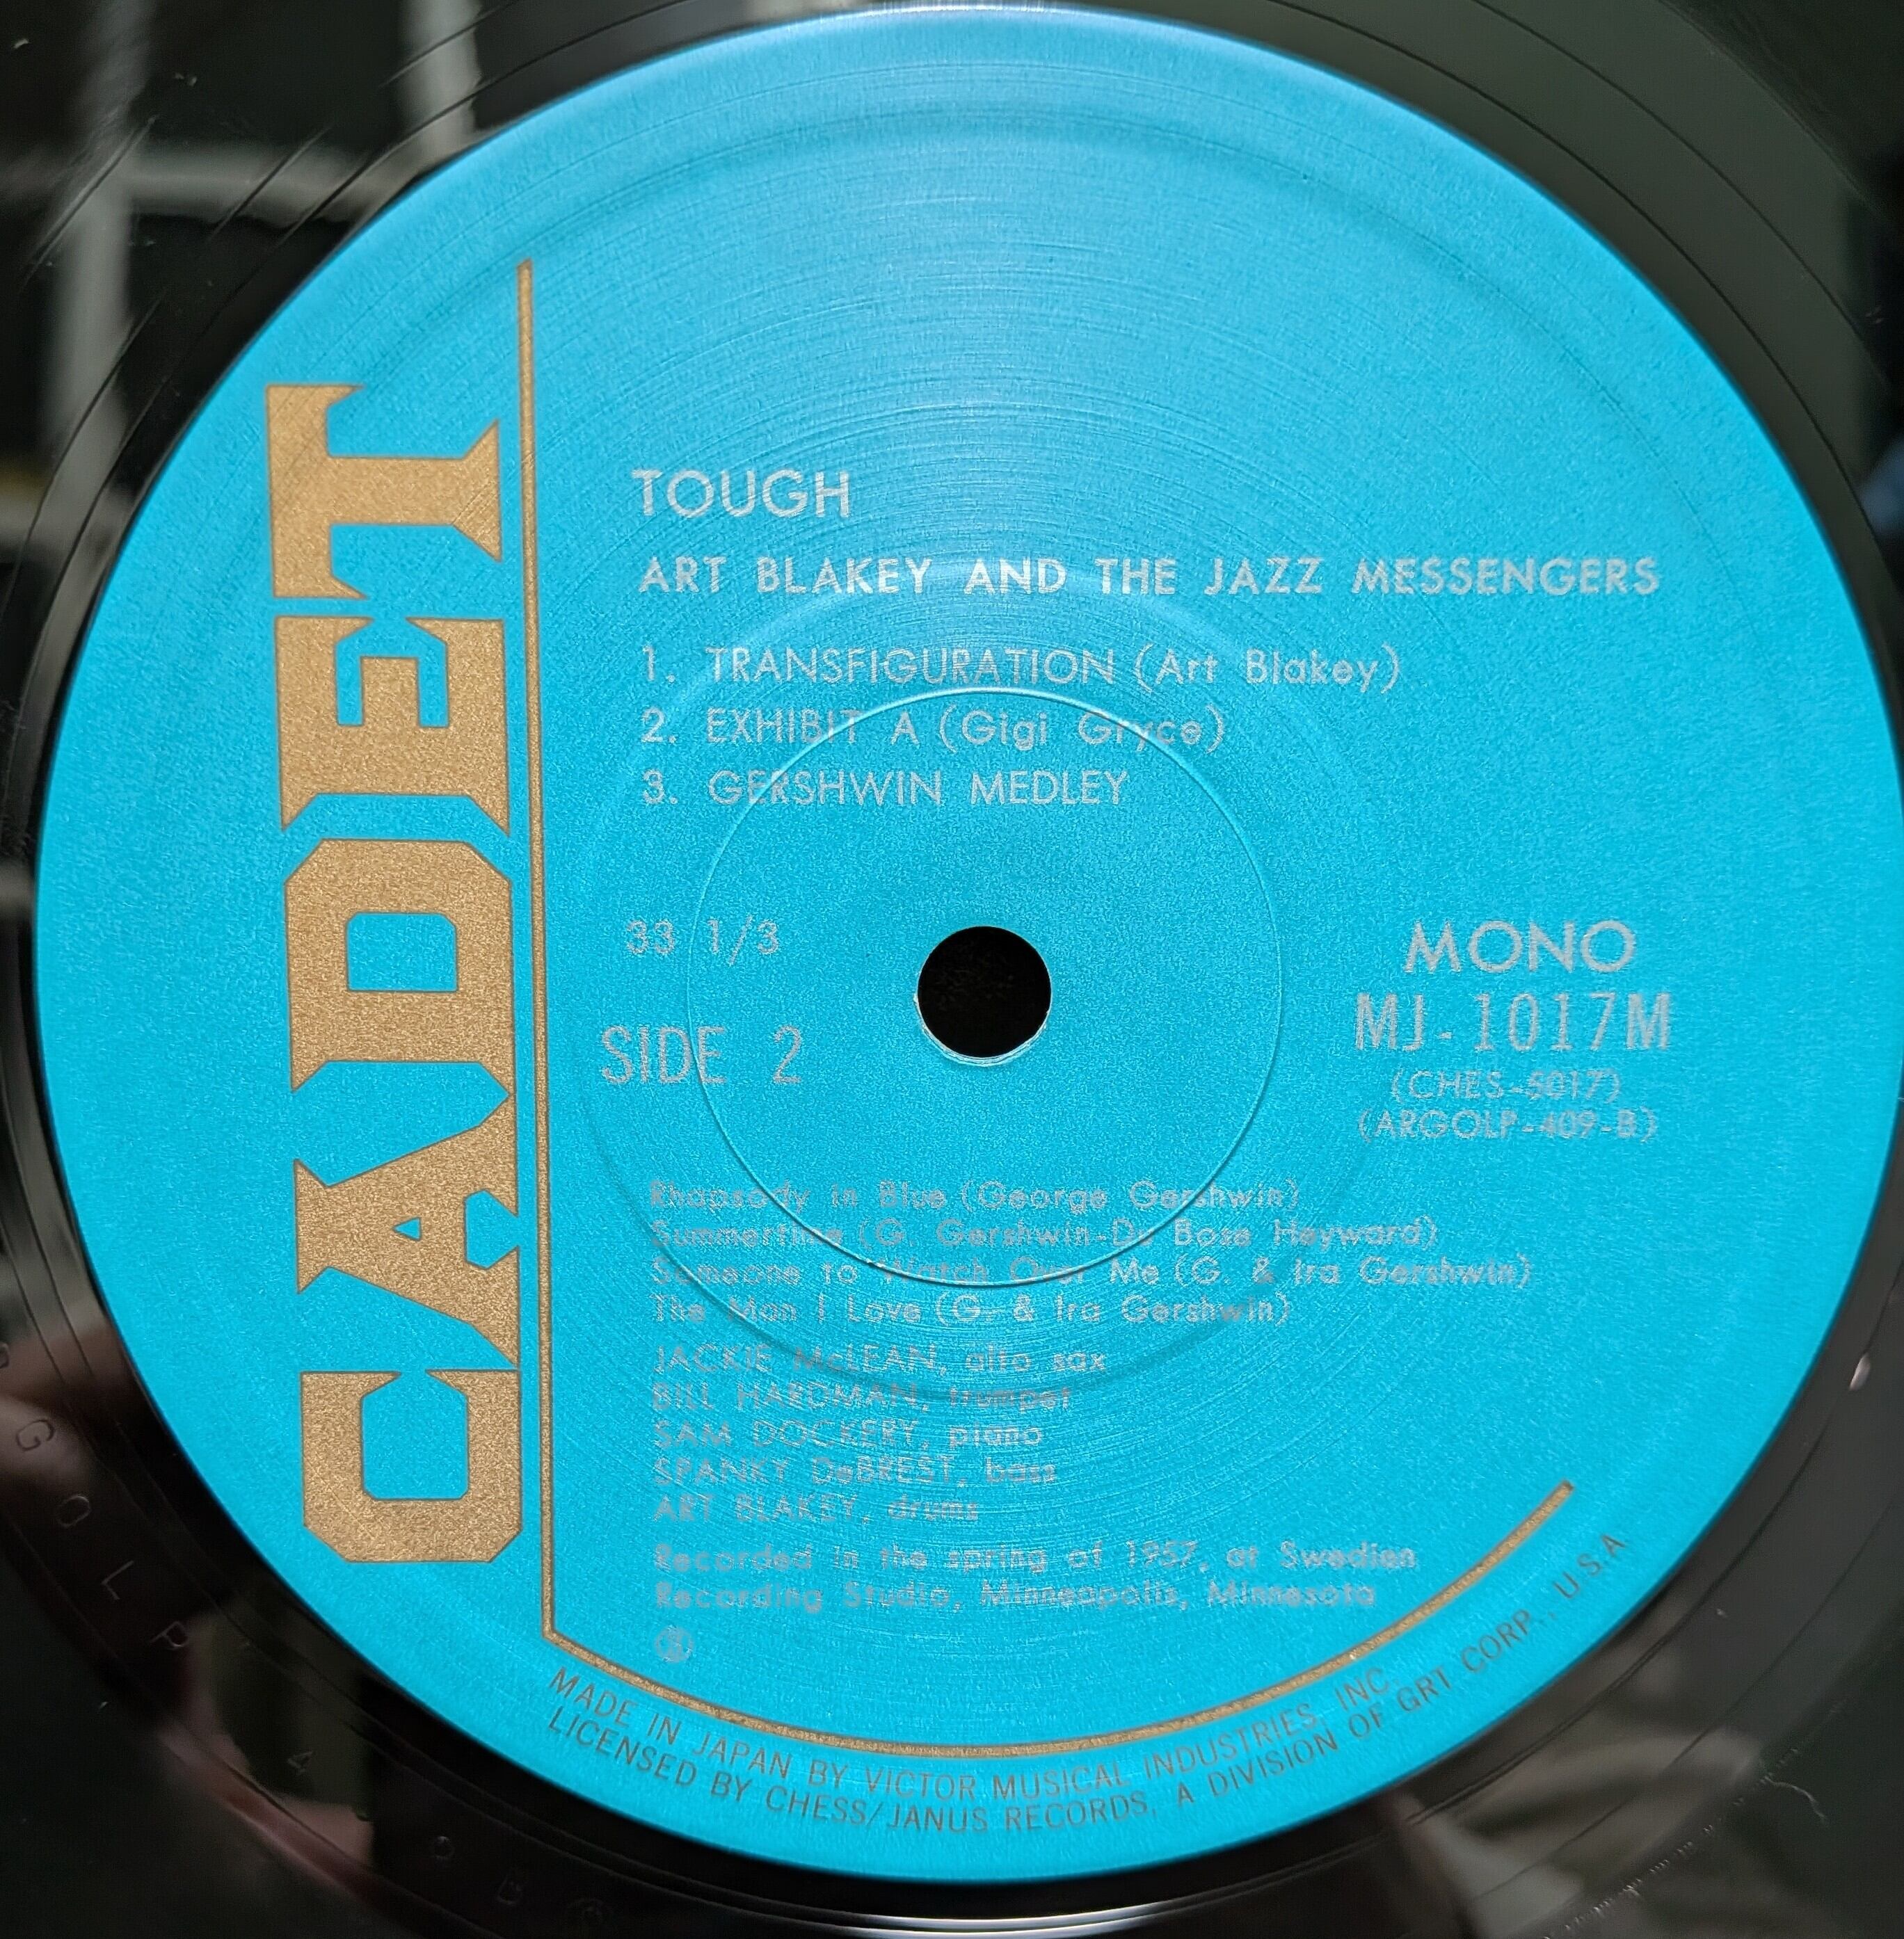 CADET
TOUGH
ART BLAKEY AND THE JAZZ MESSENGERS
1. TRANSFIGURATION (Art Blakey)
2. EXHIBIT A (Gigi Gryce)
3. GERSHWIN MEDLEY
33 1/3
SIDE 2
MONO
MJ-1017M
(CHES-5017)
(ARGOLP-409-B)
Rhapsody in Blue (George Gershwin)
Summertime (G. Gershwin-Du Bose Heyward)
Someone to Watch Over Me (G. & Ira Gershwin)
The Man I Love (G. & Ira Gershwin)
JACKIE McLEAN, alto sax
BILL HARDMAN, trumpet
SAM DOCKERY, piano
SPANKY DeBREST, bass
ART BLAKEY, drums
Recorded in the spring of 1957, at Swedien
Recording Studio, Minneapolis, Minnesota
MADE IN JAPAN BY VICTOR MUSICAL INDUSTRIES, INC.
LICENSED BY CHESS/JANUS RECORDS, A DIVISION OF GRT CORP., U.S.A